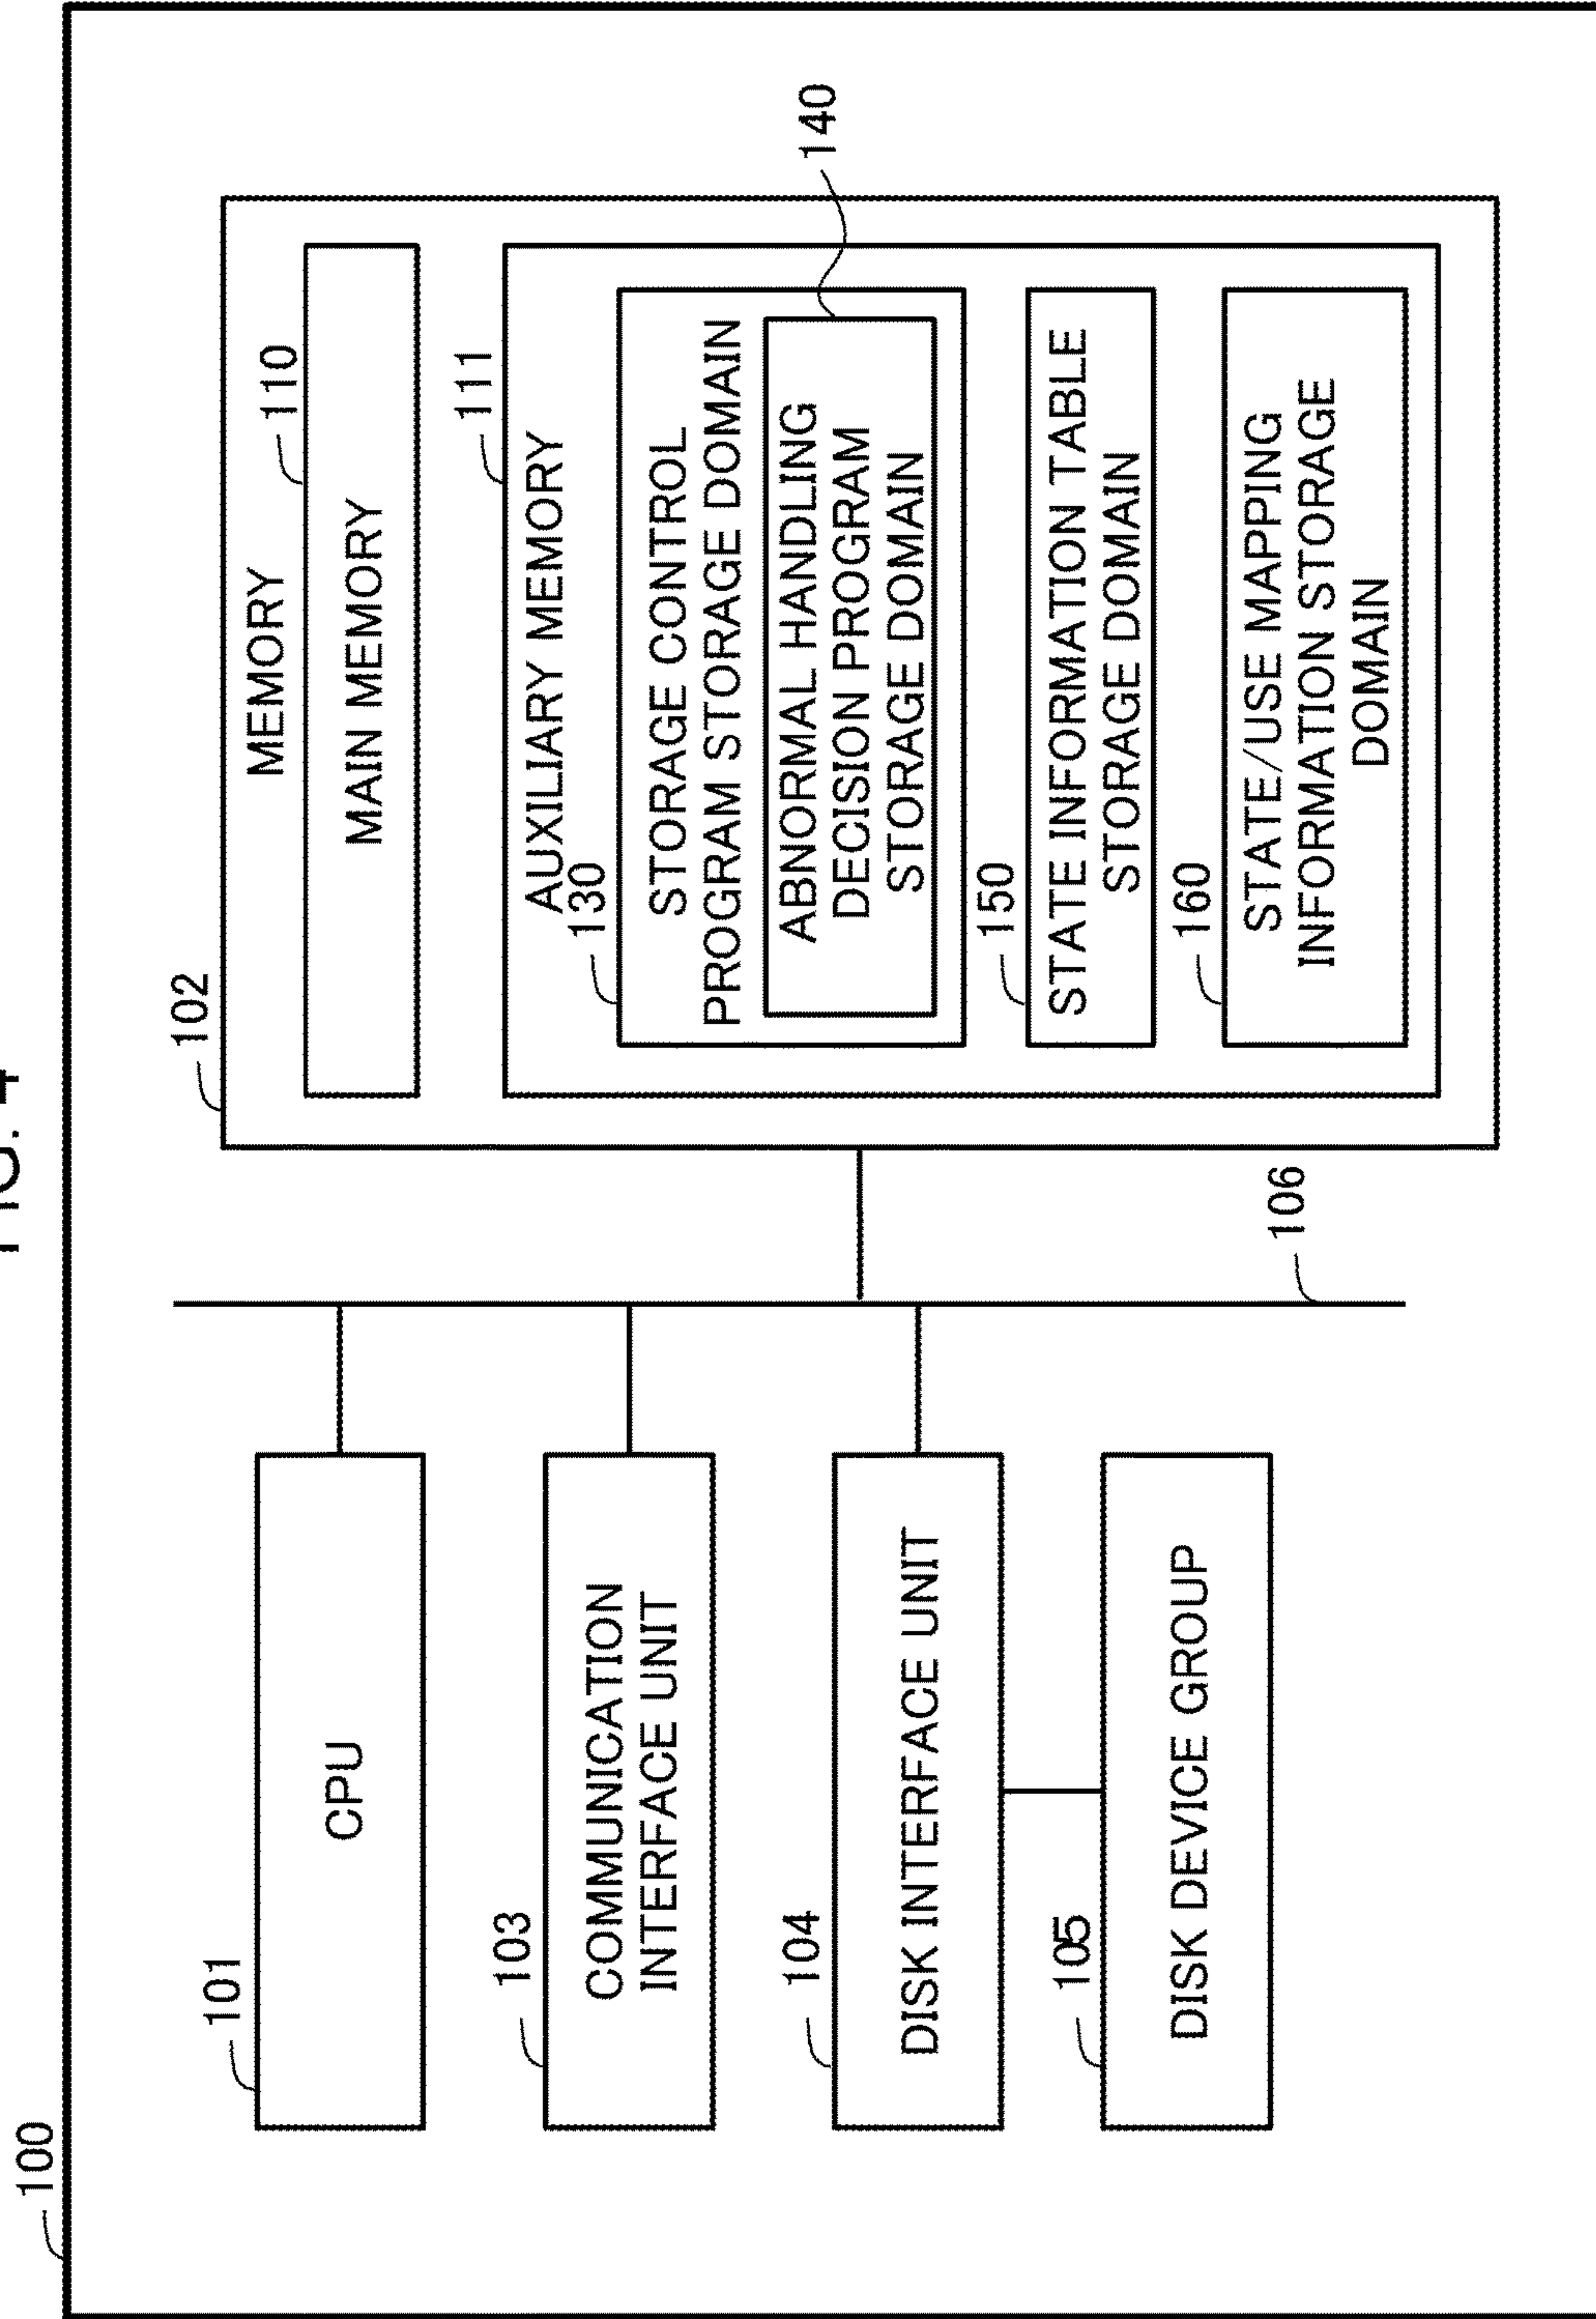 FIG. 4
100
101
CPU
103
COMMUNICATION
INTERFACE UNIT
104
DISK INTERFACE UNIT
105
DISK DEVICE GROUP
106
102
MEMORY
110
MAIN MEMORY
111
AUXILIARY MEMORY
130
STORAGE CONTROL
PROGRAM STORAGE DOMAIN
140
ABNORMAL HANDLING
DECISION PROGRAM
STORAGE DOMAIN
150
STATE INFORMATION TABLE
STORAGE DOMAIN
160
STATE/USE MAPPING
INFORMATION STORAGE
DOMAIN